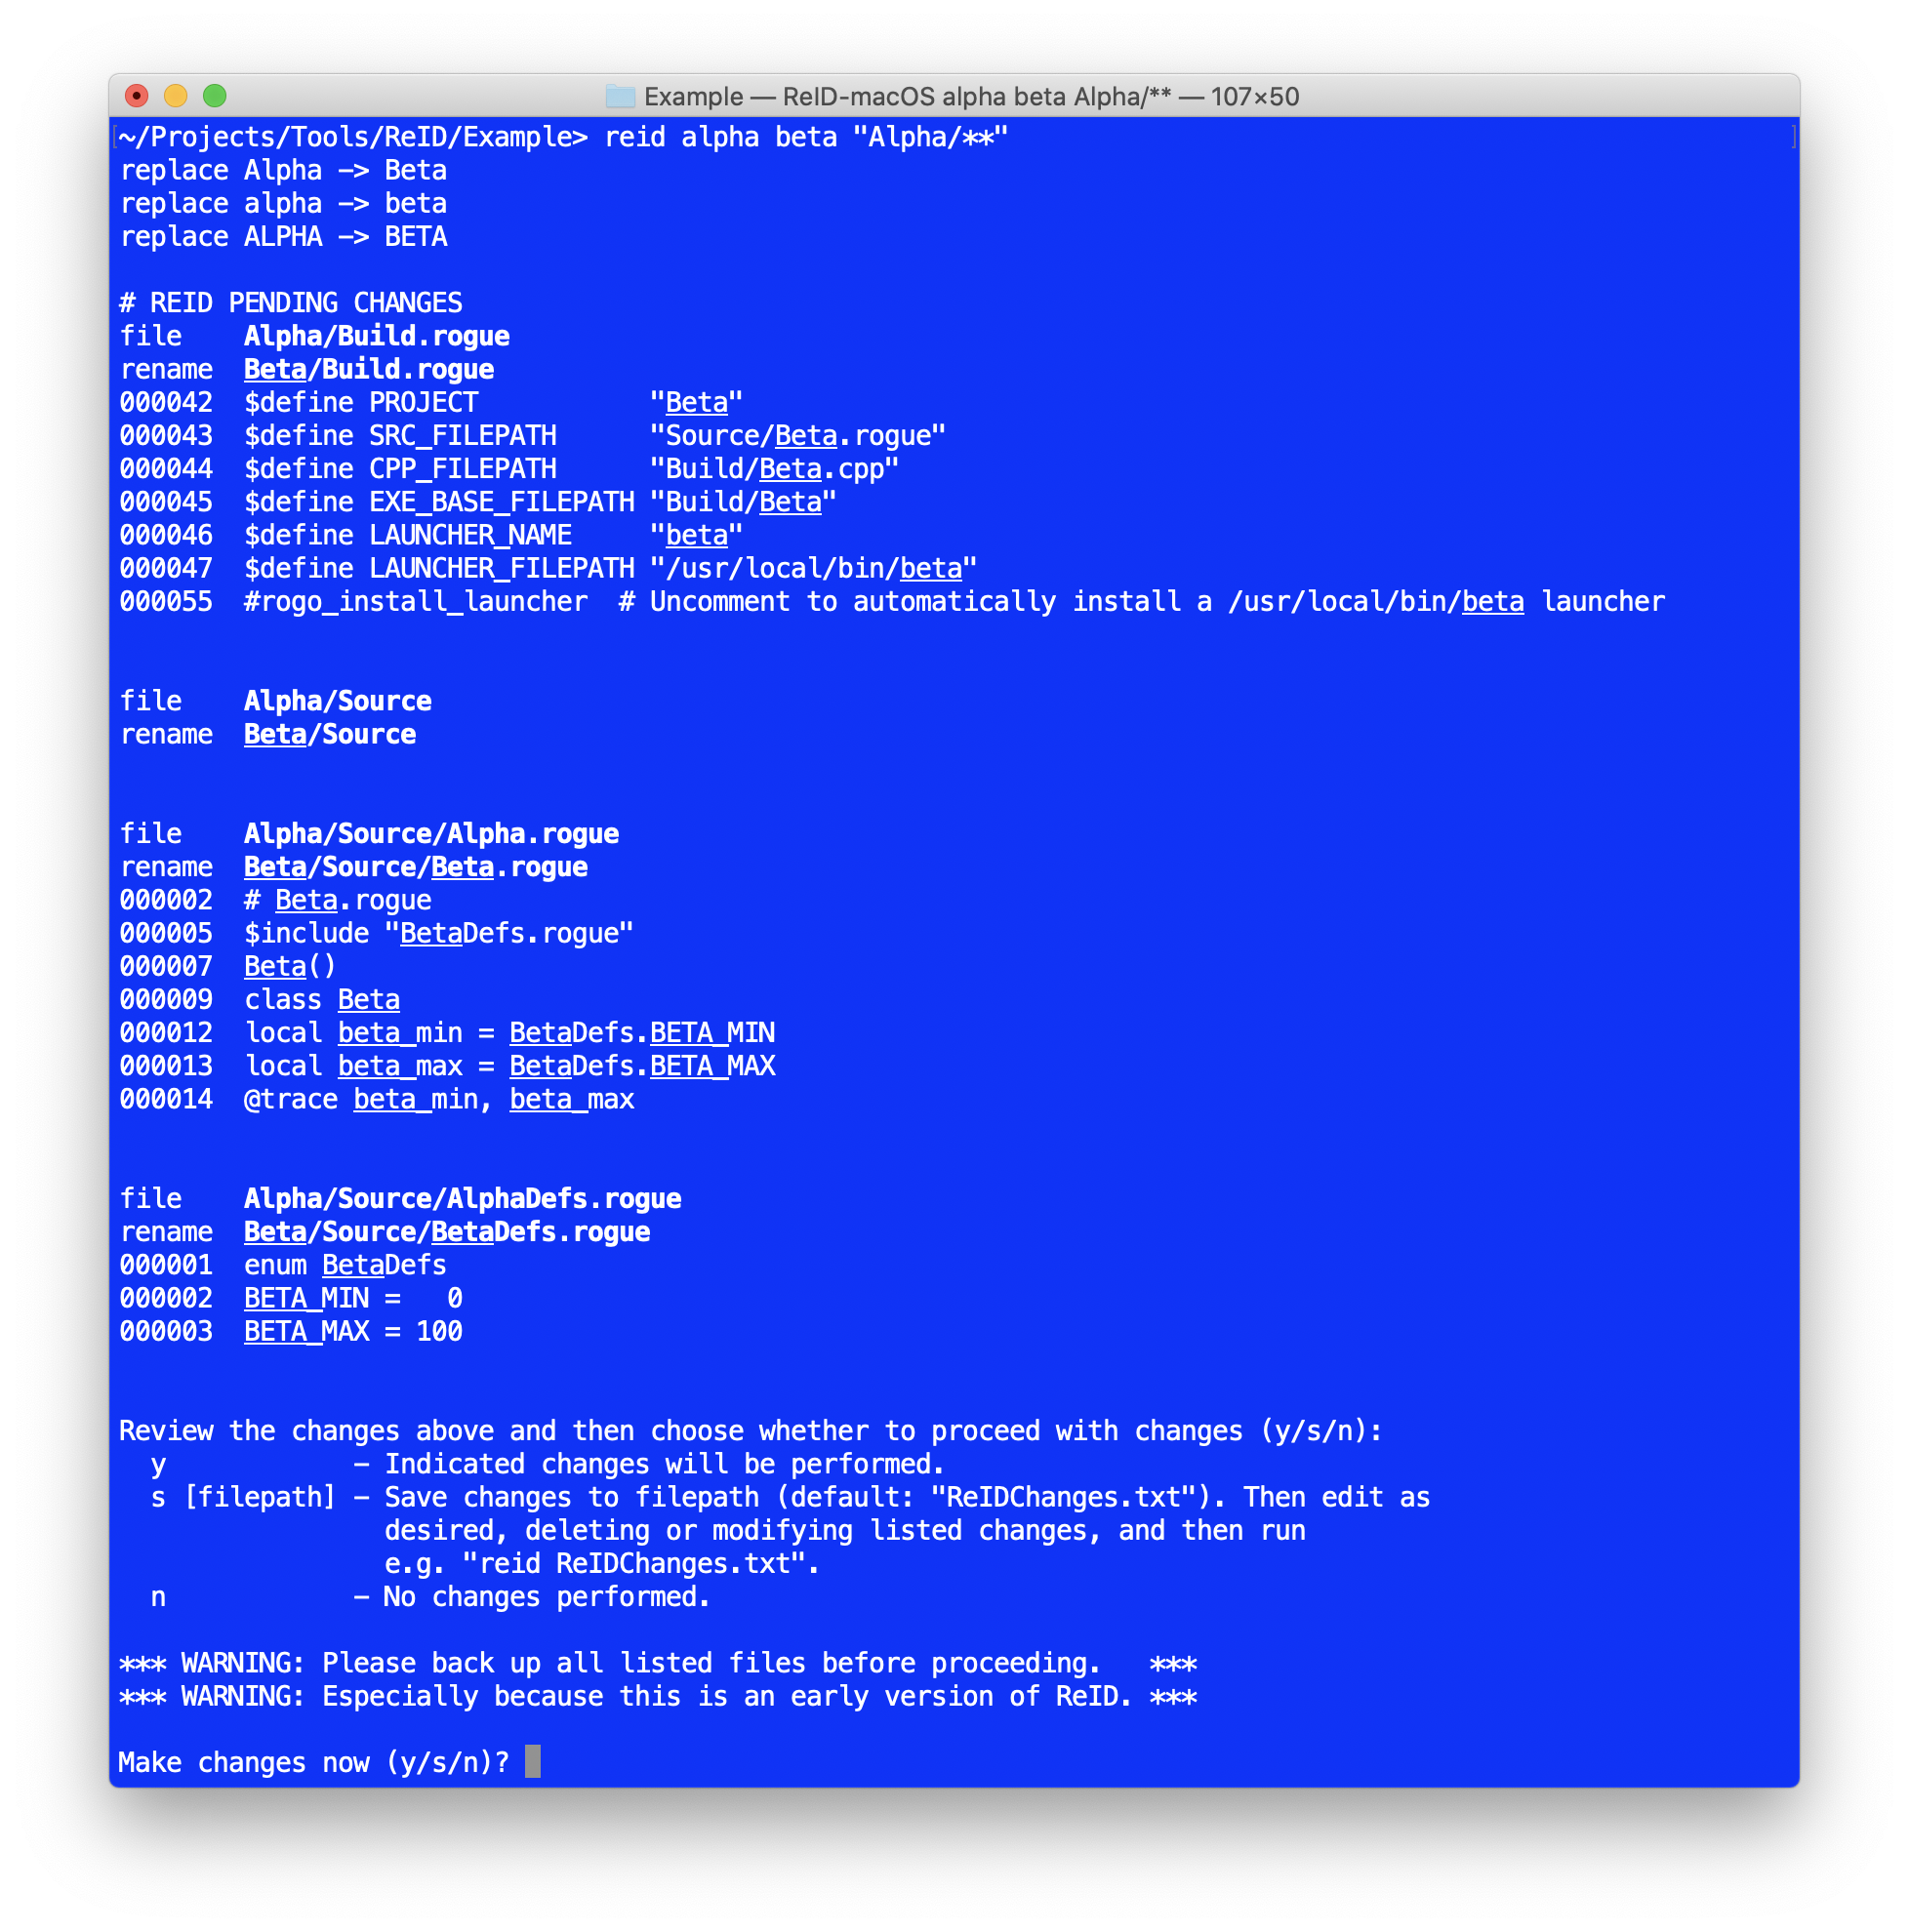 Example — ReID-macOS alpha beta Alpha/** — 107×50
[~/Projects/Tools/ReID/Example> reid alpha beta "Alpha/**" ]
replace Alpha -> Beta
replace alpha -> beta
replace ALPHA -> BETA

# REID PENDING CHANGES
file    Alpha/Build.rogue
rename  Beta/Build.rogue
000042  $define PROJECT           "Beta"
000043  $define SRC_FILEPATH      "Source/Beta.rogue"
000044  $define CPP_FILEPATH      "Build/Beta.cpp"
000045  $define EXE_BASE_FILEPATH "Build/Beta"
000046  $define LAUNCHER_NAME     "beta"
000047  $define LAUNCHER_FILEPATH "/usr/local/bin/beta"
000055  #rogo_install_launcher  # Uncomment to automatically install a /usr/local/bin/beta launcher

file    Alpha/Source
rename  Beta/Source

file    Alpha/Source/Alpha.rogue
rename  Beta/Source/Beta.rogue
000002  # Beta.rogue
000005  $include "BetaDefs.rogue"
000007  Beta()
000009  class Beta
000012  local beta_min = BetaDefs.BETA_MIN
000013  local beta_max = BetaDefs.BETA_MAX
000014  @trace beta_min, beta_max

file    Alpha/Source/AlphaDefs.rogue
rename  Beta/Source/BetaDefs.rogue
000001  enum BetaDefs
000002  BETA_MIN =   0
000003  BETA_MAX = 100

Review the changes above and then choose whether to proceed with changes (y/s/n):
  y            - Indicated changes will be performed.
  s [filepath] - Save changes to filepath (default: "ReIDChanges.txt"). Then edit as
                 desired, deleting or modifying listed changes, and then run
                 e.g. "reid ReIDChanges.txt".
  n            - No changes performed.

*** WARNING: Please back up all listed files before proceeding.   ***
*** WARNING: Especially because this is an early version of ReID. ***

Make changes now (y/s/n)?